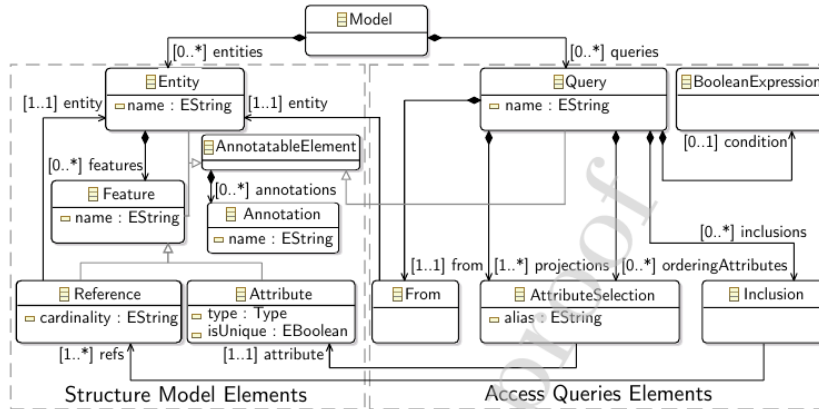 Model
[0..*] entities
[0..*] queries
Entity
name : EString
Query
name : EString
BooleanExpression
[1..1] entity
[1..1] entity
AnnotatableElement
[0..1] condition
[0..*] features
[0..*] annotations
Feature
name : EString
Annotation
name : EString
[0..*] inclusions
[1..1] from
[1..*] projections
[0..*] orderingAttributes
Reference
cardinality : EString
Attribute
type : Type
isUnique : EBoolean
From
AttributeSelection
alias : EString
Inclusion
[1..*] refs
[1..1] attribute
Structure Model Elements
Access Queries Elements
proof